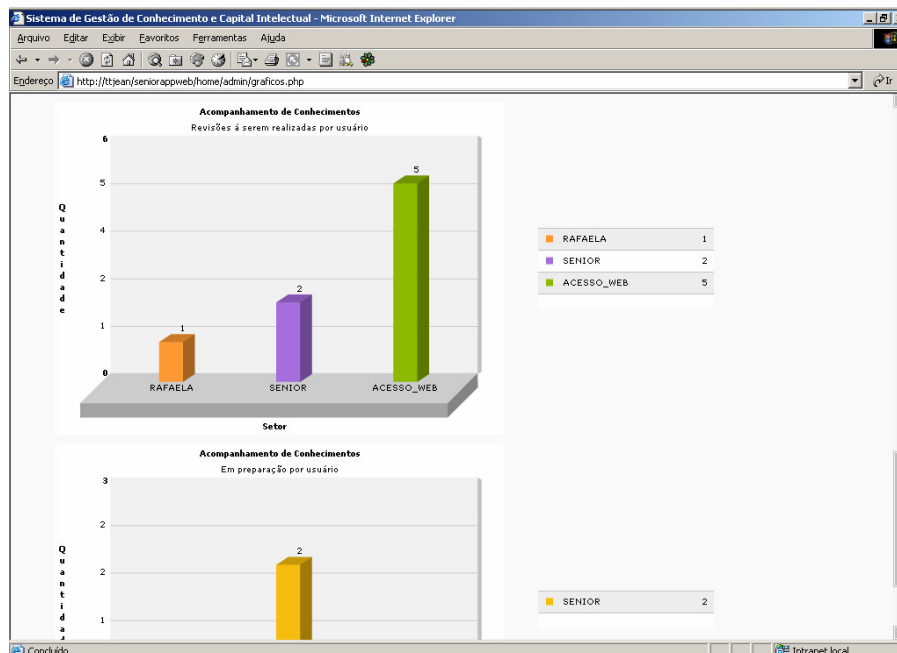 Sistema de Gestão de Conhecimento e Capital Intelectual - Microsoft Internet Explorer
Arquivo Editar Exibir Favoritos Ferramentas Ajuda
Endereço http://ttjean/seniorappweb/home/admin/graficos.php Ir
Acompanhamento de Conhecimentos
Revisões á serem realizadas por usuário
6
5
4
2
1
0
Quantidade
1
2
5
RAFAELA SENIOR ACESSO_WEB
Setor
RAFAELA 1
SENIOR 2
ACESSO_WEB 5
Acompanhamento de Conhecimentos
Em preparação por usuário
3
2
2
1
Quantidad
2
SENIOR 2
Concluído Intranet local